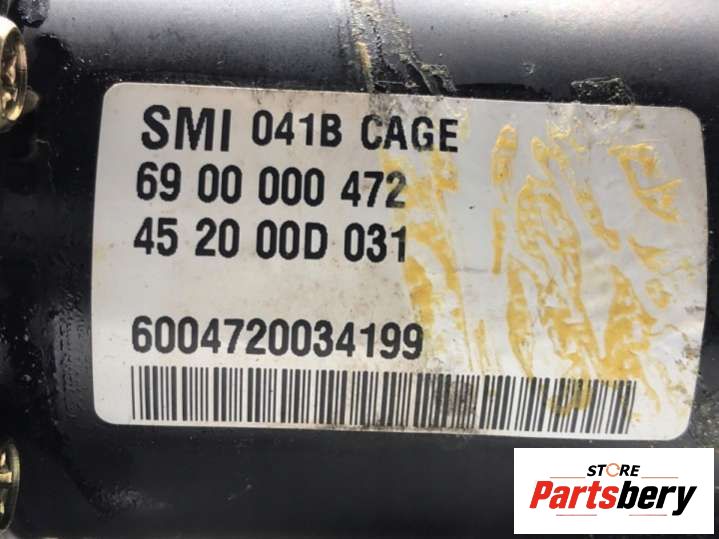 SMI 041B CAGE
69 00 000 472
45 20 00D 031
6004720034199
STORE
Partsbery